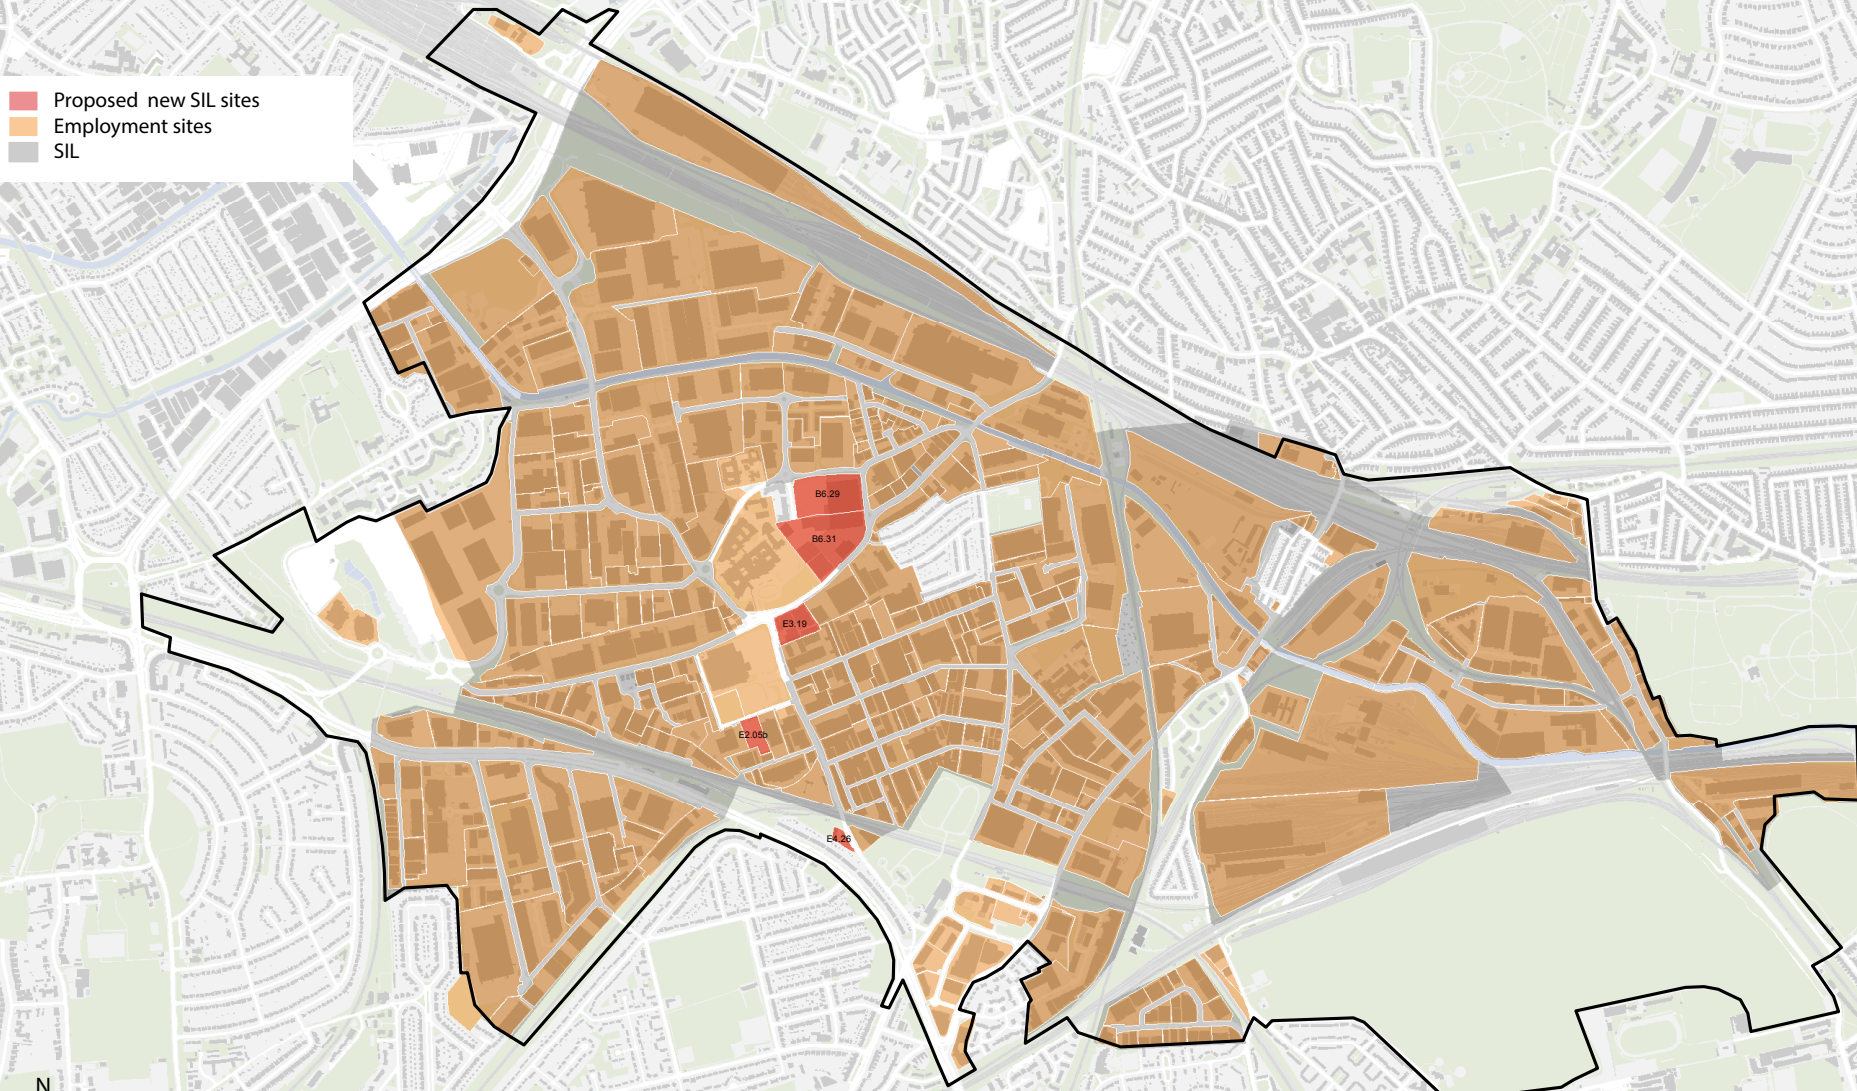 Proposed new SIL sites
Employment sites
SIL
B6.29
B6.31
E3.19
E2.05b
E4.26
N